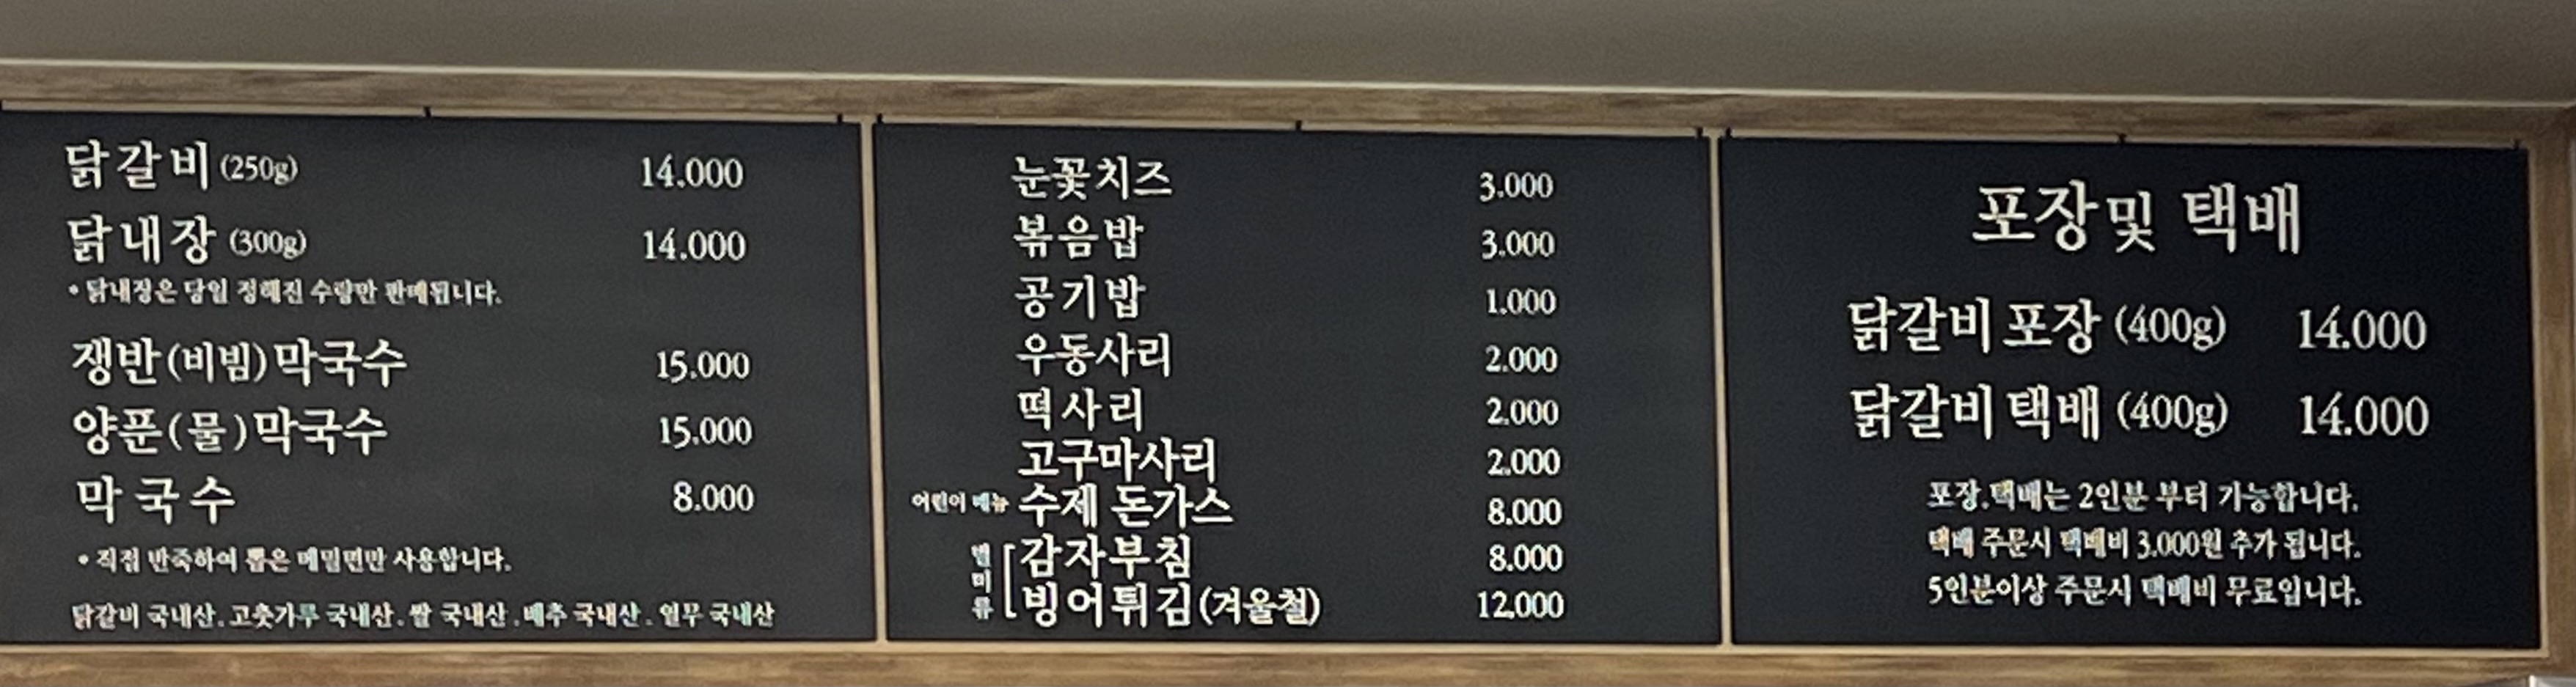 닭갈비 (250g) 14.000
닭내장 (300g) 14.000
• 닭내장은 당일 정해진 수량만 판매됩니다.
쟁반(비빔)막국수 15.000
양푼(물)막국수 15.000
막국수 8.000
• 직접 반죽하여 뽑은 메밀면만 사용합니다.
닭갈비 국내산. 고춧가루 국내산. 쌀 국내산. 배추 국내산. 열무 국내산
눈꽃치즈 3.000
볶음밥 3.000
공기밥 1.000
우동사리 2.000
떡사리 2.000
고구마사리 2.000
어린이 메뉴 수제 돈가스 8.000
별미류
감자부침 8.000
빙어튀김(겨울철) 12.000
포장및 택배
닭갈비 포장 (400g) 14.000
닭갈비 택배 (400g) 14.000
포장.택배는 2인분 부터 가능합니다.
택배 주문시 택배비 3.000원 추가 됩니다.
5인분이상 주문시 택배비 무료입니다.